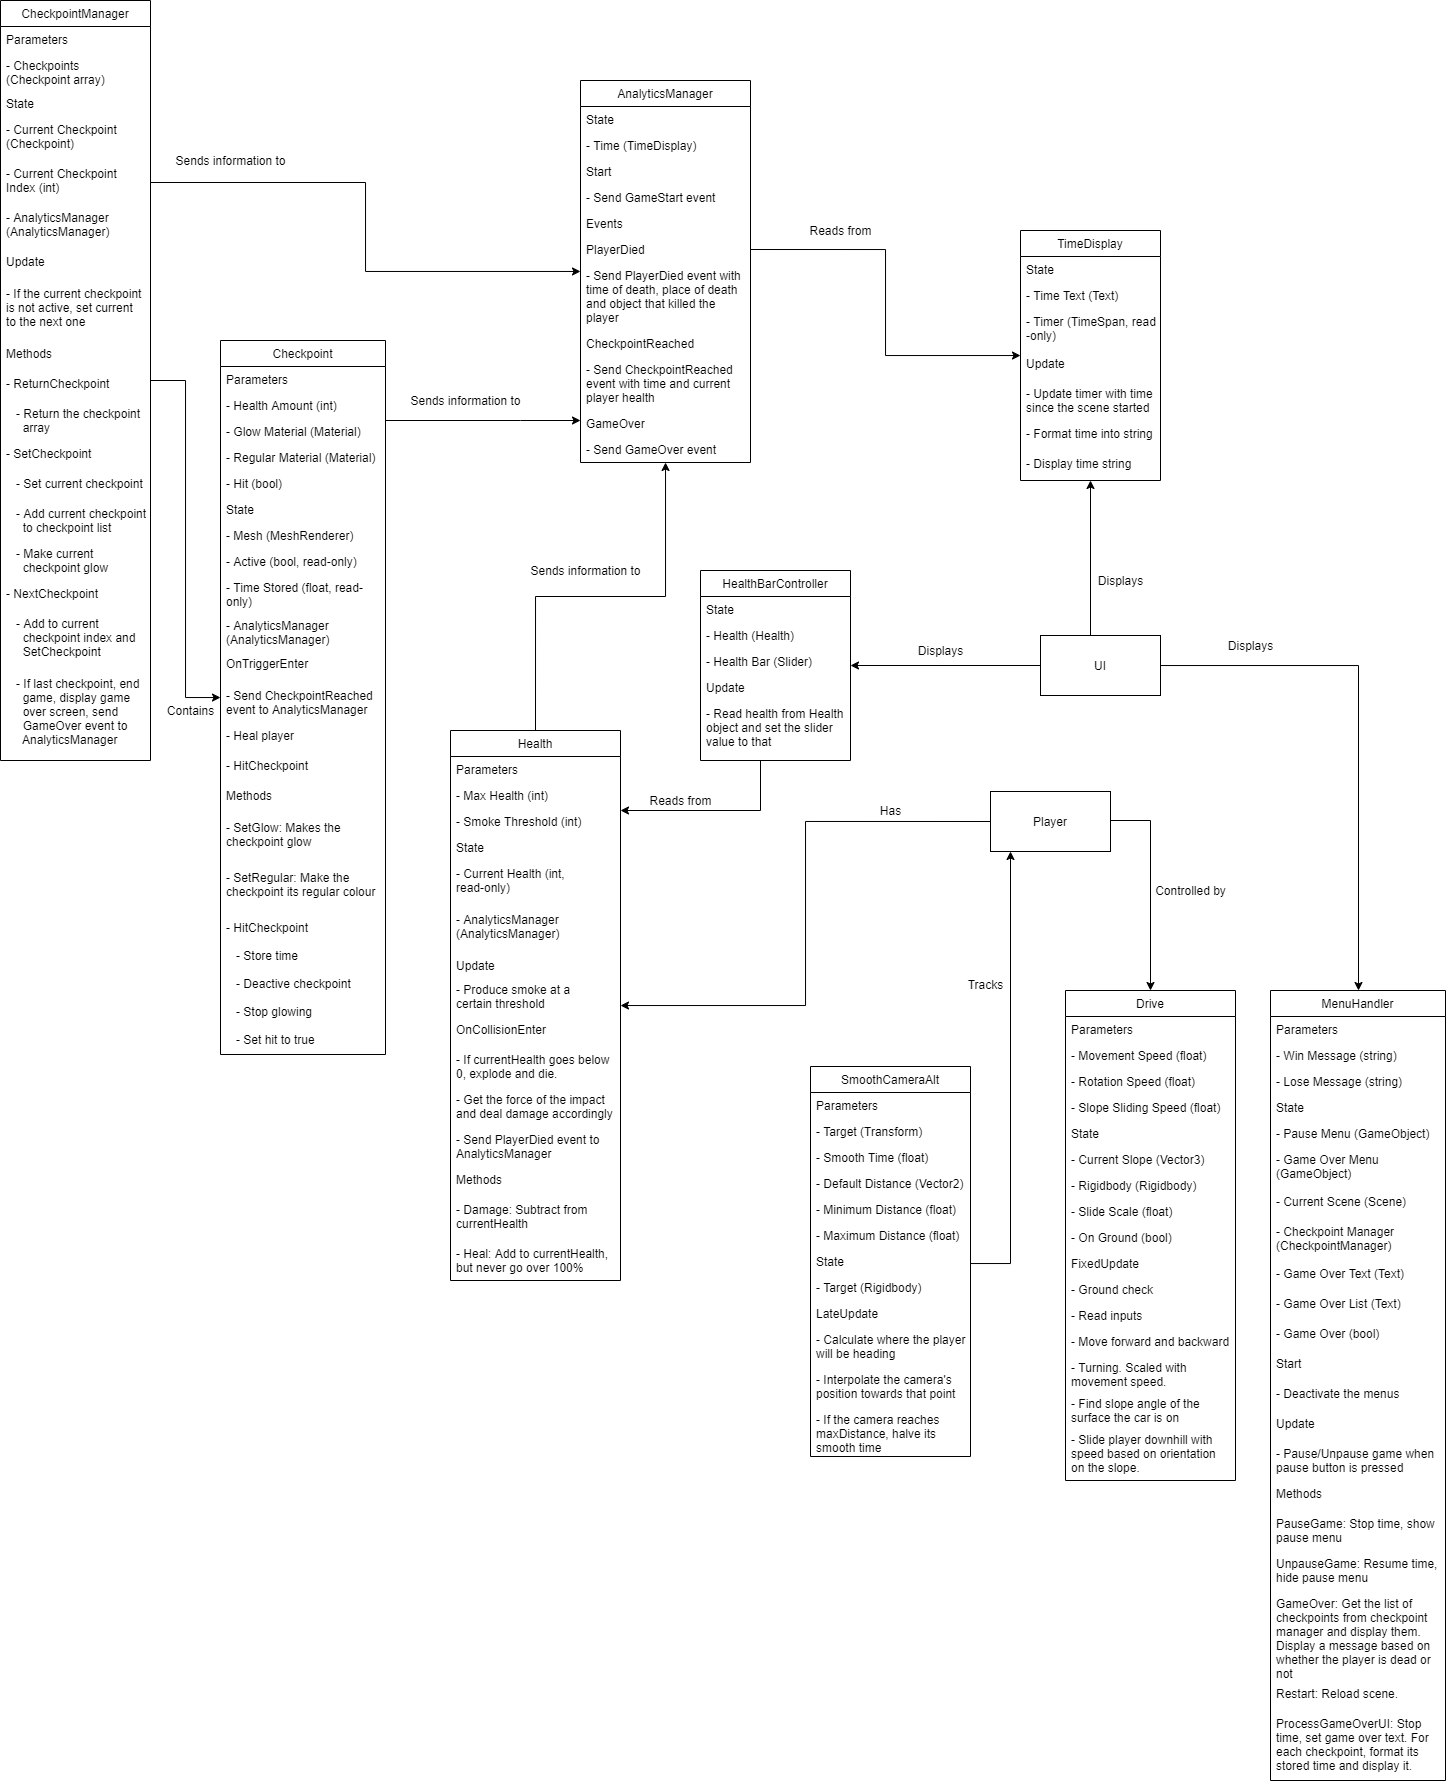 CheckpointManager
Parameters
- Checkpoints
(Checkpoint array)
State
- Current Checkpoint
(Checkpoint)
- Current Checkpoint
Index (int)
- AnalyticsManager
(AnalyticsManager)
Update
- If the current checkpoint
is not active, set current
to the next one
Methods
- ReturnCheckpoint
- Return the checkpoint
array
- SetCheckpoint
- Set current checkpoint
- Add current checkpoint
to checkpoint list
- Make current
checkpoint glow
- NextCheckpoint
- Add to current
checkpoint index and
SetCheckpoint
- If last checkpoint, end
game, display game
over screen, send
GameOver event to
AnalyticsManager
Sends information to
Contains
Checkpoint
Parameters
- Health Amount (int)
- Glow Material (Material)
- Regular Material (Material)
- Hit (bool)
State
- Mesh (MeshRenderer)
- Active (bool, read-only)
- Time Stored (float, read-
only)
- AnalyticsManager
(AnalyticsManager)
OnTriggerEnter
- Send CheckpointReached
event to AnalyticsManager
- Heal player
- HitCheckpoint
Methods
- SetGlow: Makes the
checkpoint glow
- SetRegular: Make the
checkpoint its regular colour
- HitCheckpoint
- Store time
- Deactive checkpoint
- Stop glowing
- Set hit to true
Sends information to
AnalyticsManager
State
- Time (TimeDisplay)
Start
- Send GameStart event
Events
PlayerDied
- Send PlayerDied event with
time of death, place of death
and object that killed the
player
CheckpointReached
- Send CheckpointReached
event with time and current
player health
GameOver
- Send GameOver event
Reads from
TimeDisplay
State
- Time Text (Text)
- Timer (TimeSpan, read
-only)
Update
- Update timer with time
since the scene started
- Format time into string
- Display time string
Sends information to
Displays
HealthBarController
State
- Health (Health)
- Health Bar (Slider)
Update
- Read health from Health
object and set the slider
value to that
Displays
UI
Displays
Health
Parameters
- Max Health (int)
- Smoke Threshold (int)
State
- Current Health (int,
read-only)
- AnalyticsManager
(AnalyticsManager)
Update
- Produce smoke at a
certain threshold
OnCollisionEnter
- If currentHealth goes below
0, explode and die.
- Get the force of the impact
and deal damage accordingly
- Send PlayerDied event to
AnalyticsManager
Methods
- Damage: Subtract from
currentHealth
- Heal: Add to currentHealth,
but never go over 100%
Reads from
Has
Player
Controlled by
Tracks
SmoothCameraAlt
Parameters
- Target (Transform)
- Smooth Time (float)
- Default Distance (Vector2)
- Minimum Distance (float)
- Maximum Distance (float)
State
- Target (Rigidbody)
LateUpdate
- Calculate where the player
will be heading
- Interpolate the camera's
position towards that point
- If the camera reaches
maxDistance, halve its
smooth time
Drive
Parameters
- Movement Speed (float)
- Rotation Speed (float)
- Slope Sliding Speed (float)
State
- Current Slope (Vector3)
- Rigidbody (Rigidbody)
- Slide Scale (float)
- On Ground (bool)
FixedUpdate
- Ground check
- Read inputs
- Move forward and backward
- Turning. Scaled with
movement speed.
- Find slope angle of the
surface the car is on
- Slide player downhill with
speed based on orientation
on the slope.
MenuHandler
Parameters
- Win Message (string)
- Lose Message (string)
State
- Pause Menu (GameObject)
- Game Over Menu
(GameObject)
- Current Scene (Scene)
- Checkpoint Manager
(CheckpointManager)
- Game Over Text (Text)
- Game Over List (Text)
- Game Over (bool)
Start
- Deactivate the menus
Update
- Pause/Unpause game when
pause button is pressed
Methods
PauseGame: Stop time, show
pause menu
UnpauseGame: Resume time,
hide pause menu
GameOver: Get the list of
checkpoints from checkpoint
manager and display them.
Display a message based on
whether the player is dead or
not
Restart: Reload scene.
ProcessGameOverUI: Stop
time, set game over text. For
each checkpoint, format its
stored time and display it.